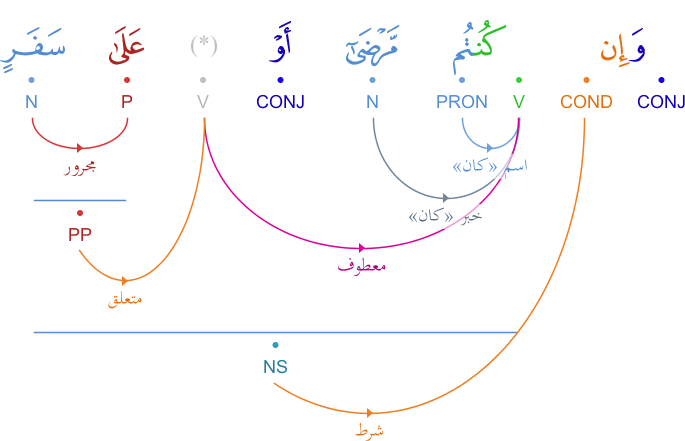 وَإِن كُنتُم مَّرْضَىٰٓ أَوْ (*) عَلَىٰ سَفَرٍ
CONJ COND V PRON N CONJ V P N
اسم «كان»
مجرور
خبر «كان»
PP
معطوف
متعلق
NS
شرط